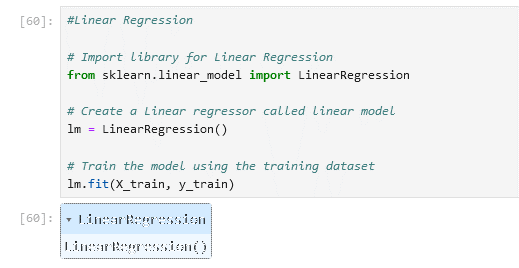 [60]: #Linear Regression
# Import library for Linear Regression
from sklearn.linear_model import LinearRegression
# Create a Linear regressor called linear model
lm = LinearRegression()
# Train the model using the training dataset
lm.fit(X_train, y_train)
[60]: ▾ LinearRegression
LinearRegression()